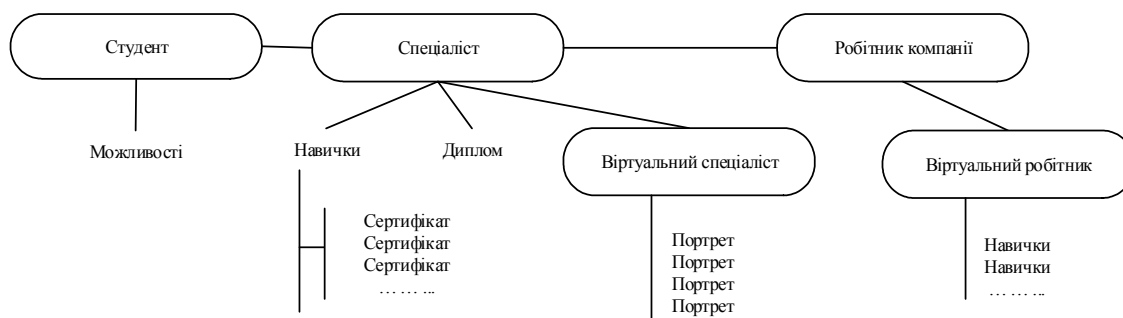 Студент
Спеціаліст
Робітник компанії
Можливості
Навички
Диплом
Віртуальний спеціаліст
Віртуальний робітник
Сертифікат
Сертифікат
Сертифікат
… … ...
Портрет
Портрет
Портрет
Портрет
Навички
Навички
… … ...